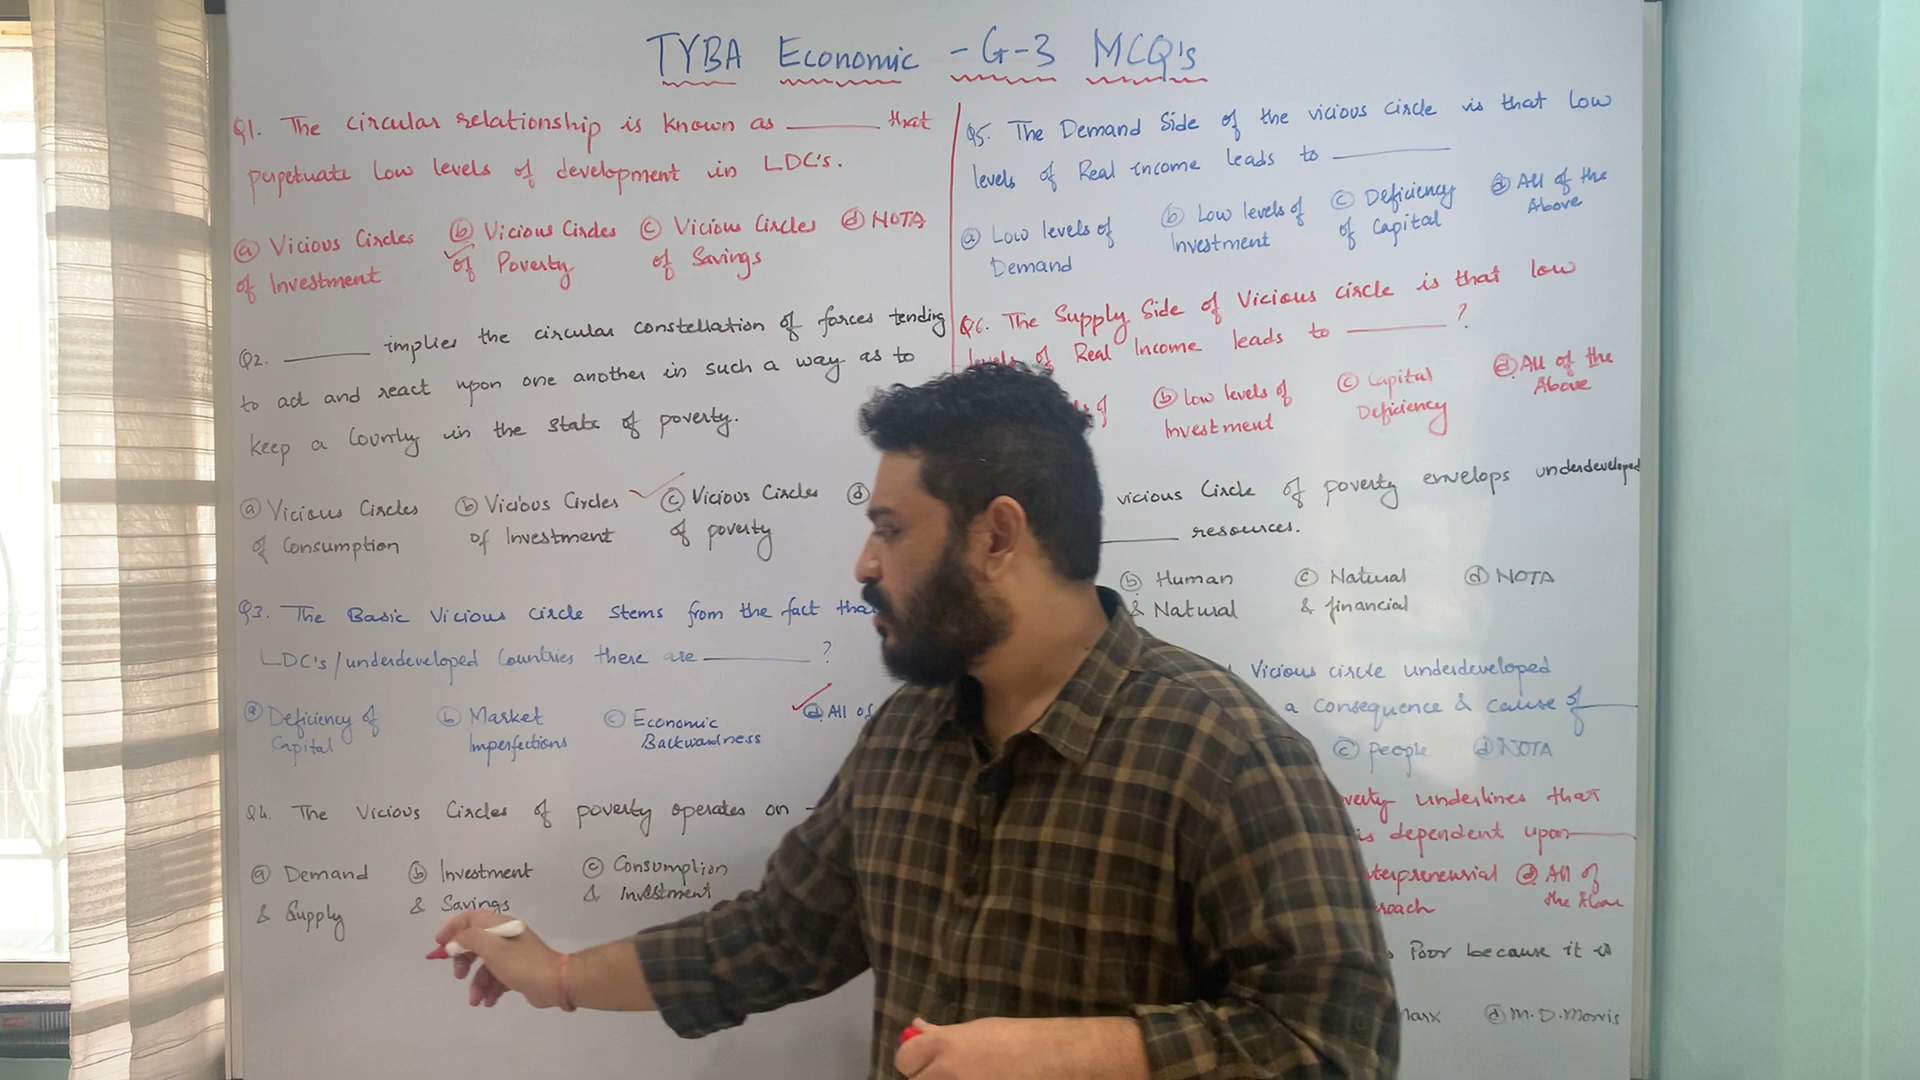 TYBA Economic - G-3 MCQ's
Q1. The circular relationship is known as ______ that
perpetuate low levels of development in LDC's.
(a) Vicious Circles (b) Vicious Circles (c) Vicious Circles (d) NOTA
of Investment of Poverty of Savings
Q2. ______ implies the circular constellation of forces tending
to act and react upon one another in such a way as to
keep a Country in the state of poverty.
(a) Vicious Circles (b) Vicious Circles (c) Vicious Circles (d)
of Consumption of Investment of poverty
Q3. The Basic Vicious circle stems from the fact
LDC's/underdeveloped Countries there are ______ ?
(a) Deficiency of (b) Market (c) Economic (d) All of
Capital Imperfections Backwardness
Q4. The Vicious Circles of poverty operates on
(a) Demand (b) Investment (c) Consumption
& Supply & Savings & Investment
Q5. The Demand Side of the vicious circle is that low
levels of Real income leads to ______
(a) Low levels of (b) Low levels of (c) Deficiency (d) All of the
Demand Investment of Capital Above
Q6. The Supply Side of Vicious circle is that low
levels of Real Income leads to ______ ?
(b) Low levels of (c) Capital (d) All of the
Investment Deficiency Above
vicious Circle of poverty envelops underdeveloped
______ resources.
(b) Human (c) Natural (d) NOTA
& Natural & financial
Vicious circle underdeveloped
a consequence & cause of ______
(c) people (d) NOTA
underlines that
is dependent upon ______
(d) All of
the Above
Poor because it is
(d) M.D.Morris